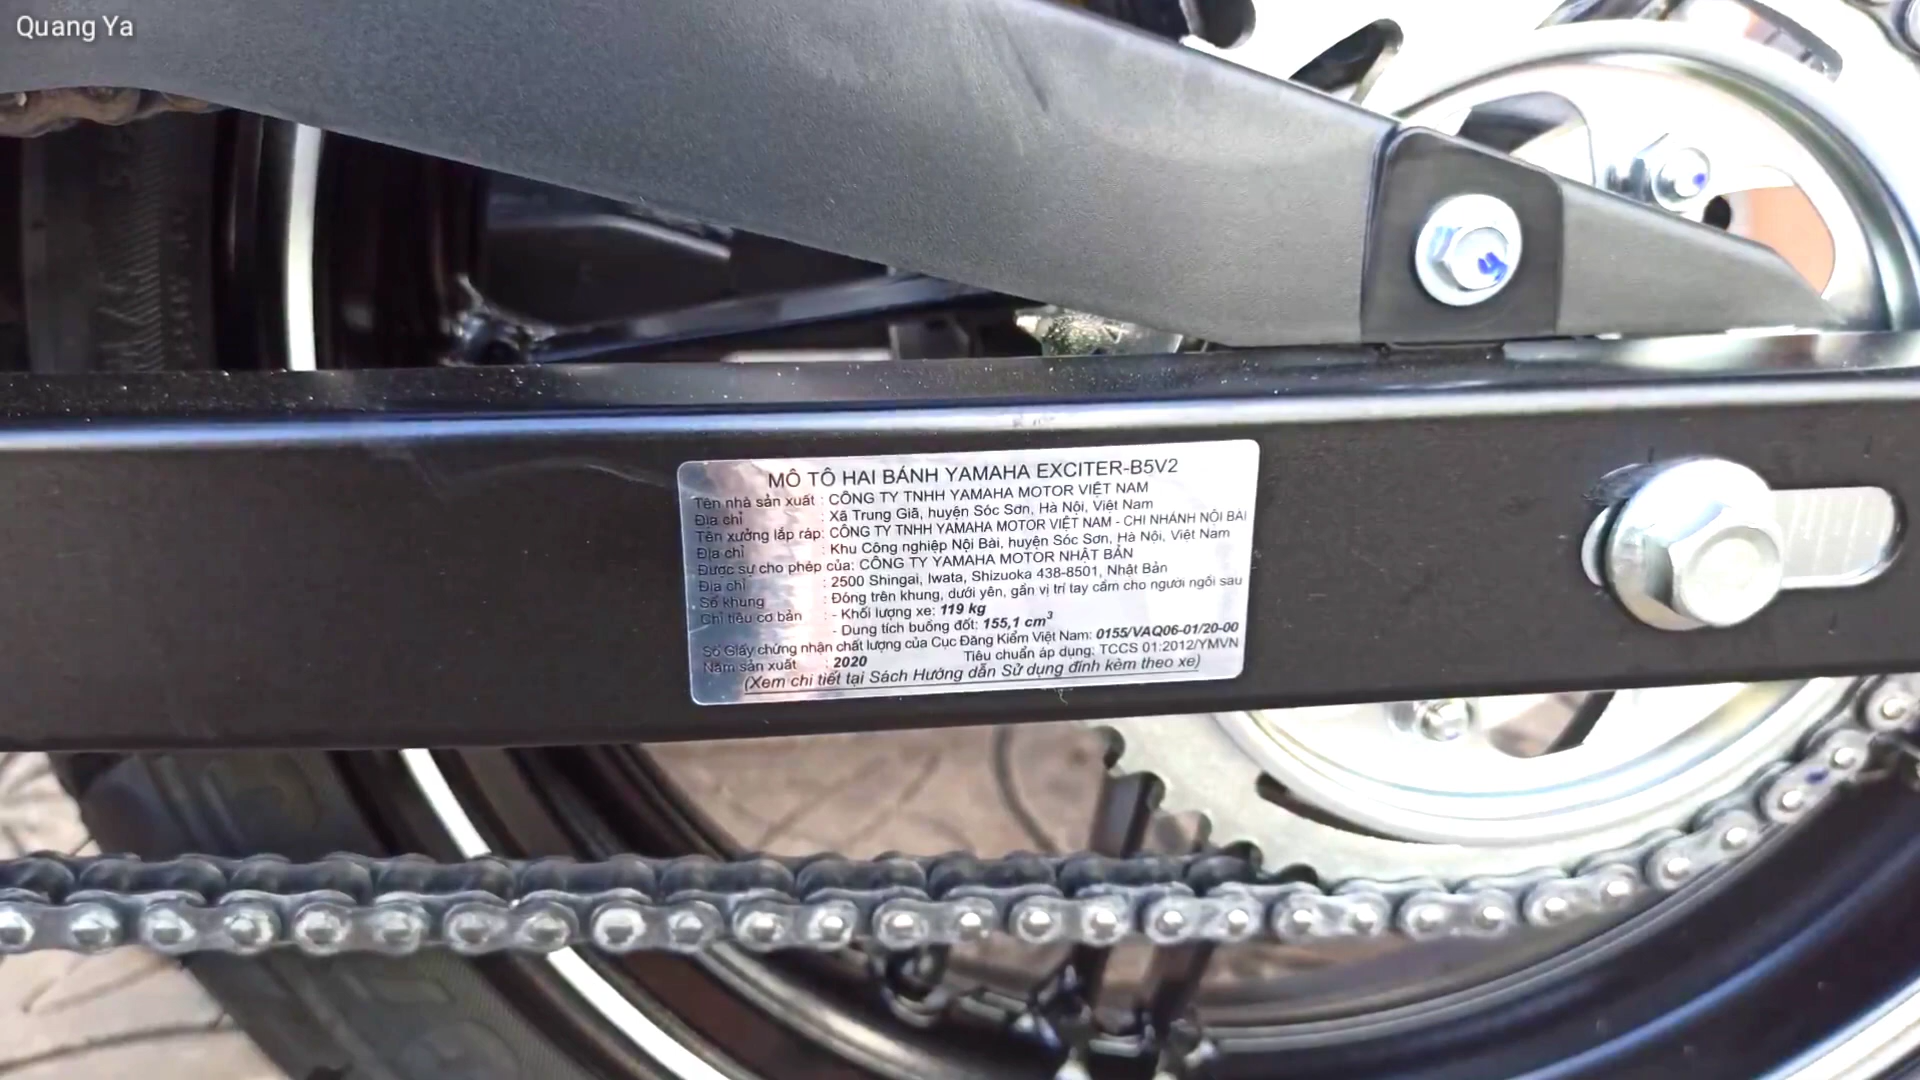 Quang Ya
MÔ TÔ HAI BÁNH YAMAHA EXCITER-B5V2
Tên nhà sản xuất : CÔNG TY TNHH YAMAHA MOTOR VIỆT NAM
Địa chỉ : Xã Trung Giã, huyện Sóc Sơn, Hà Nội, Việt Nam
Tên xưởng lắp ráp: CÔNG TY TNHH YAMAHA MOTOR VIỆT NAM - CHI NHÁNH NỘI BÀI
Địa chỉ : Khu Công nghiệp Nội Bài, huyện Sóc Sơn, Hà Nội, Việt Nam
Được sự cho phép của: CÔNG TY YAMAHA MOTOR NHẬT BẢN
Địa chỉ : 2500 Shingai, Iwata, Shizuoka 438-8501, Nhật Bản
Số khung : Đóng trên khung, dưới yên, gần vị trí tay cầm cho người ngồi sau
Chỉ tiêu cơ bản : - Khối lượng xe: 119 kg
- Dung tích buồng đốt: 155,1 cm³
Số Giấy chứng nhận chất lượng của Cục Đăng Kiểm Việt Nam: 0155/VAQ06-01/20-00
Năm sản xuất : 2020 Tiêu chuẩn áp dụng: TCCS 01:2012/YMVN
(Xem chi tiết tại Sách Hướng dẫn Sử dụng đính kèm theo xe)